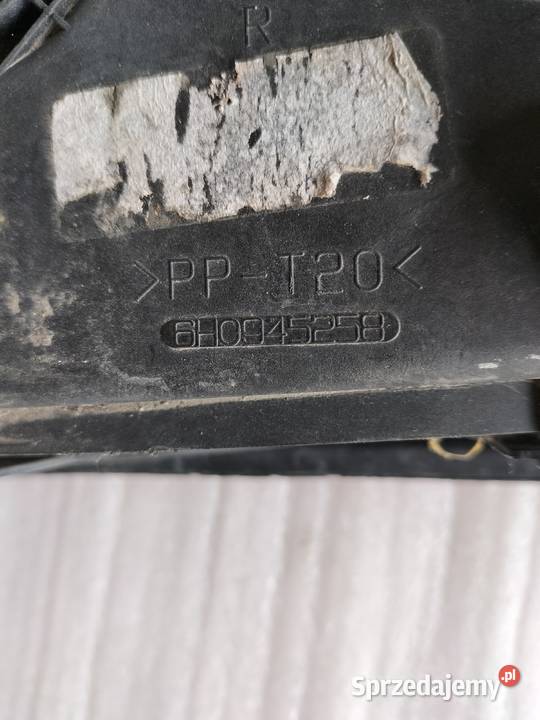 R
>PP-T20<
6H0945258
Sprzedajemy.pl